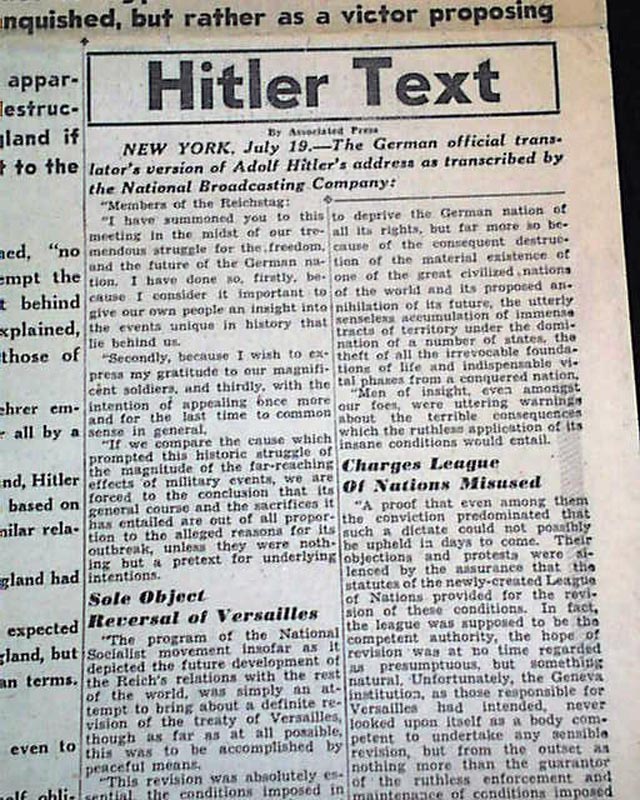 nquished, but rather as a victor proposing
appar-
destruc-
gland if
t to the
ned, "no
empt the
t behind
xplained,
those of
ehrer em-
r all by a
nd, Hitler
based on
milar rela-
gland had
expected
gland, but
an terms.
even to
self obli-
Hitler Text
By Associated Press
NEW YORK, July 19.—The German official trans-
lator's version of Adolf Hitler's address as transcribed by
the National Broadcasting Company:
"Members of the Reichstag:
"I have summoned you to this
meeting in the midst of our tre-
mendous struggle for the freedom,
and the future of the German na-
tion. I have done so, firstly, be-
cause I consider it important to
give our own people an insight into
the events unique in history that
lie behind us.
"Secondly, because I wish to ex-
press my gratitude to our magnifi-
cent soldiers, and thirdly, with the
intention of appealing once more
and for the last time to common
sense in general.
"If we compare the cause which
prompted this historic struggle of
the magnitude of the far-reaching
effects of military events, we are
forced to the conclusion that its
general course and the sacrifices it
has entailed are out of all propor-
tion to the alleged reasons for its
outbreak, unless they were noth-
ing but a pretext for underlying
intentions.
Sole Object
Reversal of Versailles
"The program of the National
Socialist movement insofar as it
depicted the future development of
the Reich's relations with the rest
of the world, was simply an at-
tempt to bring about a definite re-
vision of the treaty of Versailles,
though as far as at all possible,
this was to be accomplished by
peaceful means.
"This revision was absolutely es-
sential, the conditions imposed in
to deprive the German nation of
all its rights, but far more so be-
cause of the consequent destruc-
tion of the material existence of
one of the great civilized nations
of the world and its proposed an-
nihilation of its future, the utterly
senseless accumulation of immense
tracts of territory under the domi-
nation of a number of states, the
theft of all the irrevocable founda-
tions of life and indispensable vi-
tal phases from a conquered nation.
"Men of insight, even amongst
our foes, were uttering warnings
about the terrible consequences
which the ruthless application of its
insane conditions would entail.
Charges League
Of Nations Misused
"A proof that even among them
the conviction predominated that
such a dictate could not possibly
be upheld in days to come. Their
objections and protests were si-
lenced by the assurance that the
statutes of the newly-created League
of Nations provided for the revi-
sion of these conditions. In fact,
the league was supposed to be the
competent authority, the hope of
revision was at no time regarded
as presumptuous, but something
natural. Unfortunately, the Geneva
institution, as those responsible for
Versailles had intended, never
looked upon itself as a body com-
petent to undertake any sensible
revision, but from the outset as
nothing more than the guarantor
of the ruthless enforcement and
maintenance of conditions imposed